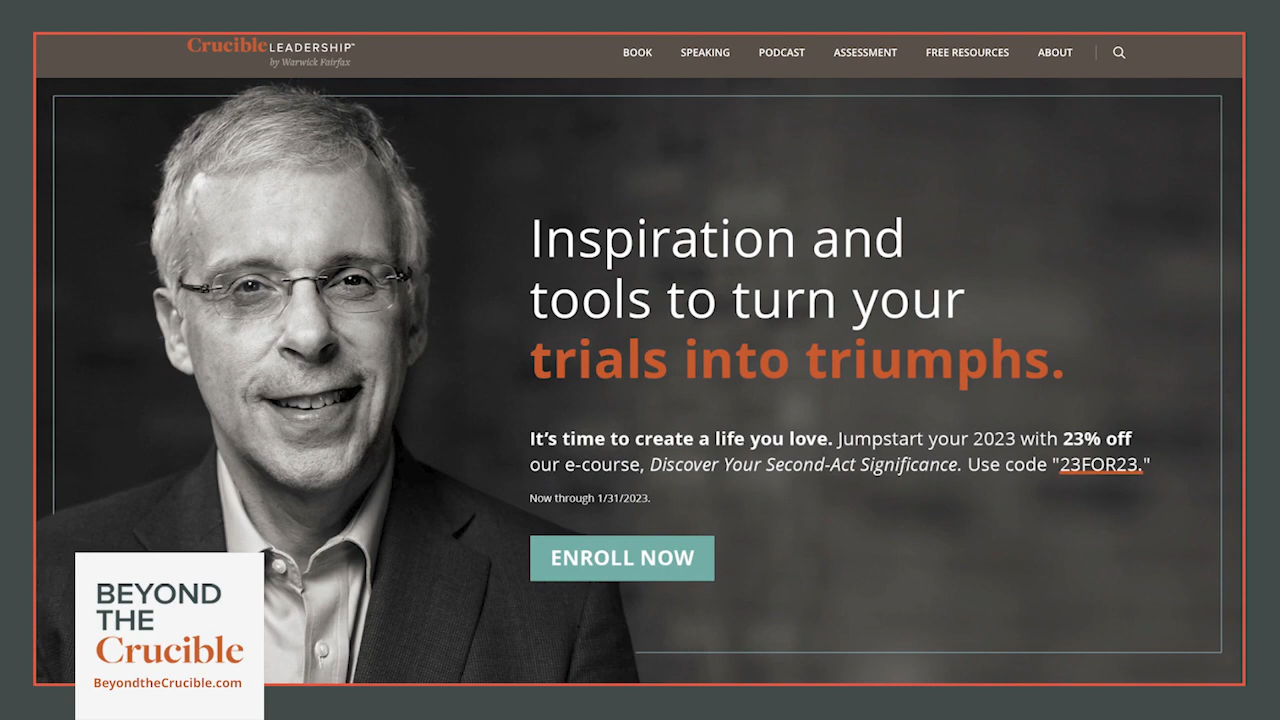 Crucible LEADERSHIP™
by Warwick Fairfax
BOOK SPEAKING PODCAST ASSESSMENT FREE RESOURCES ABOUT
Inspiration and
tools to turn your
trials into triumphs.
It's time to create a life you love. Jumpstart your 2023 with 23% off
our e-course, Discover Your Second-Act Significance. Use code "23FOR23."
Now through 1/31/2023.
ENROLL NOW
BEYOND
THE
Crucible
BeyondtheCrucible.com